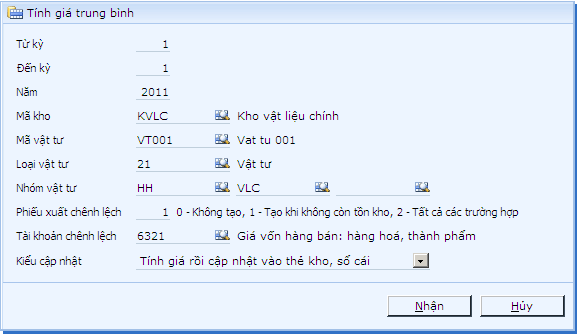 Tính giá trung bình
Từ kỳ 1
Đến kỳ 1
Năm 2011
Mã kho KVLC Kho vật liệu chính
Mã vật tư VT001 Vat tu 001
Loại vật tư 21 Vật tư
Nhóm vật tư HH VLC
Phiếu xuất chênh lệch 1 0 - Không tạo, 1 - Tạo khi không còn tồn kho, 2 - Tất cả các trường hợp
Tài khoản chênh lệch 6321 Giá vốn hàng bán: hàng hoá, thành phẩm
Kiểu cập nhật Tính giá rồi cập nhật vào thẻ kho, sổ cái
Nhận Hủy